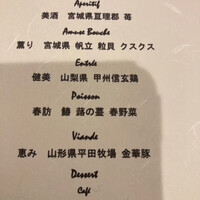 Aperitif
美酒　宮城県亘理郡 苺
Amuse Bouche
薫り　宮城県 帆立 粒貝 クスクス
Entrée
健美　山梨県 甲州信玄鶏
Poisson
春訪　鰆 蕗の薹 春野菜
Viande
恵み　山形県平田牧場 金華豚
Dessert
Café